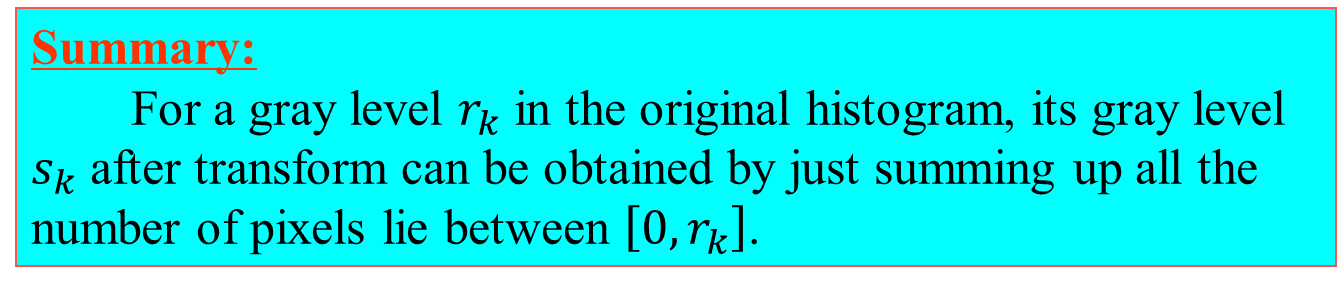 Summary:
For a gray level r_k in the original histogram, its gray level
s_k after transform can be obtained by just summing up all the
number of pixels lie between [0, r_k].